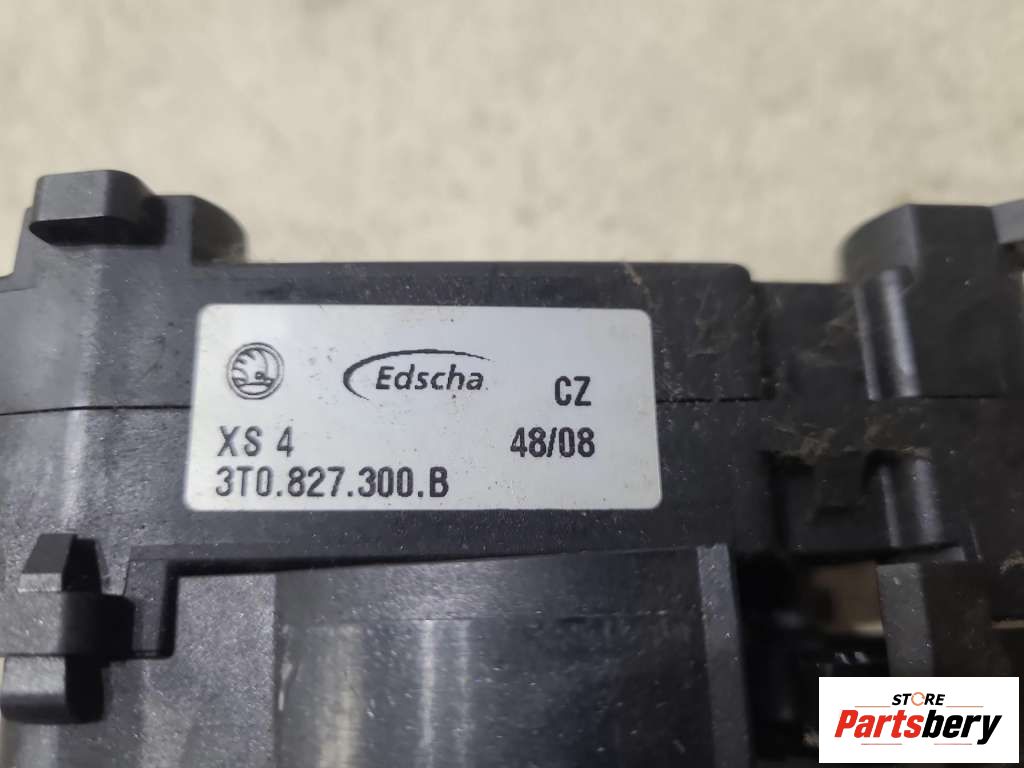 Edscha
CZ
XS 4
48/08
3T0.827.300.B
STORE
Partsbery